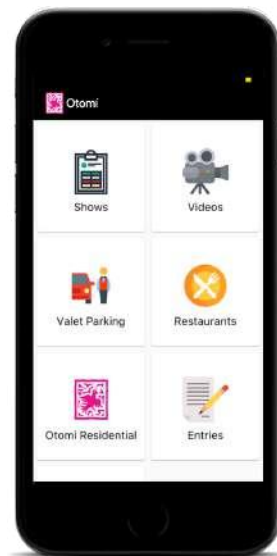 Otomi
Shows
Videos
Valet Parking
Restaurants
Otomi Residential
Entries